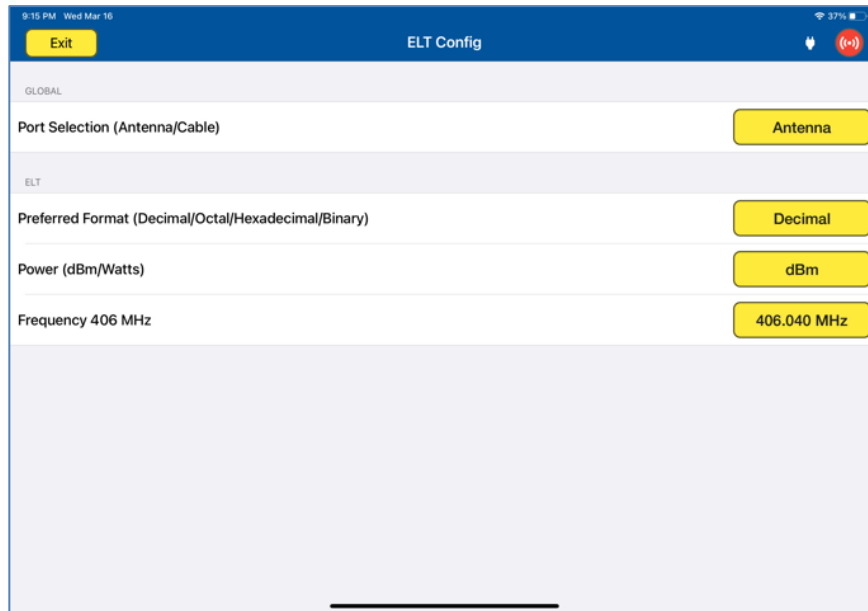 9:15 PM Wed Mar 16 37%
Exit ELT Config
GLOBAL
Port Selection (Antenna/Cable) Antenna
ELT
Preferred Format (Decimal/Octal/Hexadecimal/Binary) Decimal
Power (dBm/Watts) dBm
Frequency 406 MHz 406.040 MHz